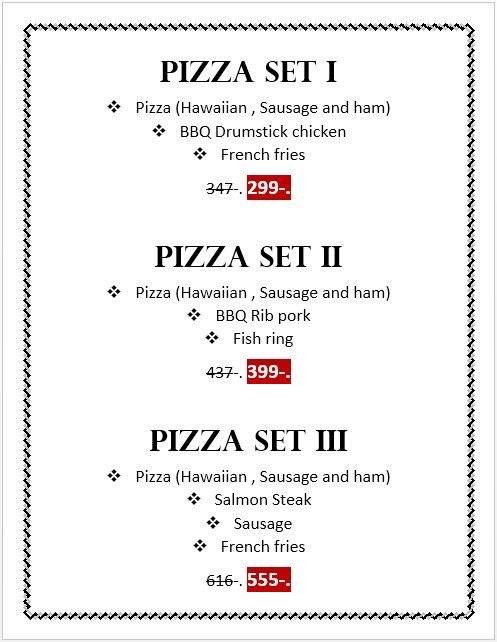 PIZZA SET I
❖ Pizza (Hawaiian , Sausage and ham)
❖ BBQ Drumstick chicken
❖ French fries
347-. 299-.
PIZZA SET II
❖ Pizza (Hawaiian , Sausage and ham)
❖ BBQ Rib pork
❖ Fish ring
437-. 399-.
PIZZA SET III
❖ Pizza (Hawaiian , Sausage and ham)
❖ Salmon Steak
❖ Sausage
❖ French fries
616-. 555-.